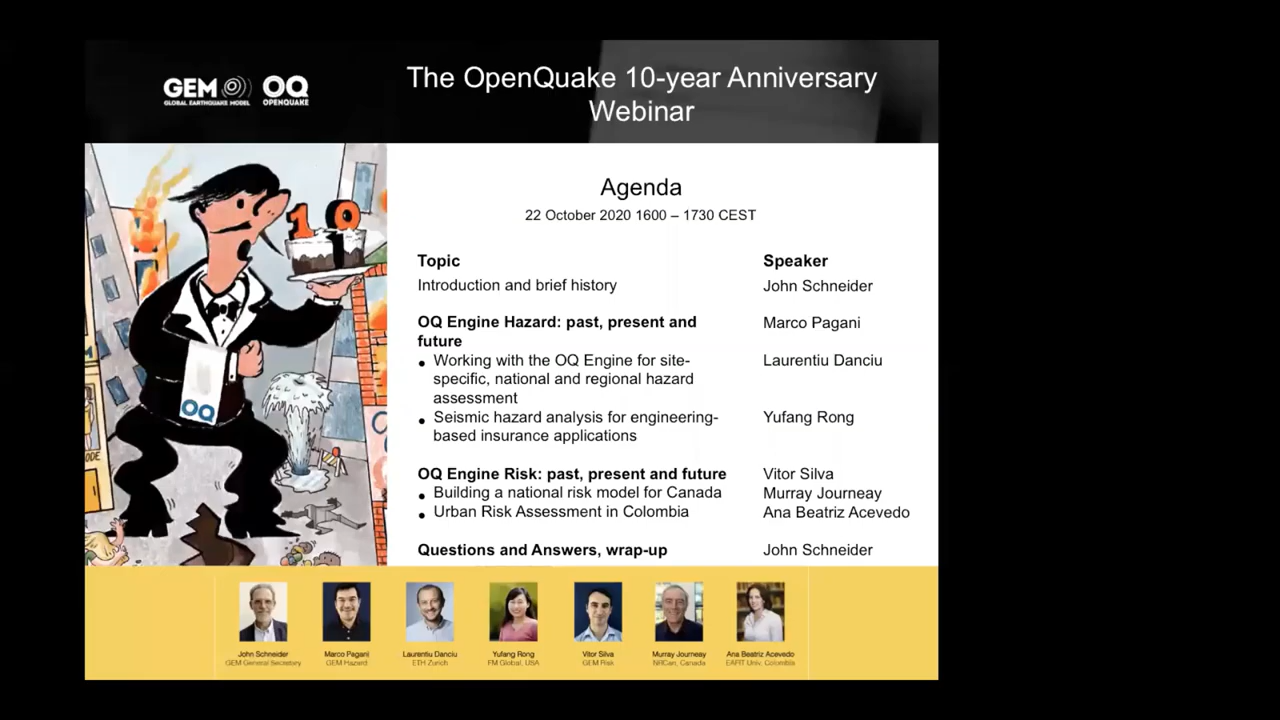 GEM
GLOBAL EARTHQUAKE MODEL
OQ
OPENQUAKE
The OpenQuake 10-year Anniversary
Webinar
10
OQ
Agenda
22 October 2020 1600 – 1730 CEST
Topic Speaker
Introduction and brief history John Schneider
OQ Engine Hazard: past, present and Marco Pagani
future
• Working with the OQ Engine for site- Laurentiu Danciu
specific, national and regional hazard
assessment
• Seismic hazard analysis for engineering- Yufang Rong
based insurance applications
OQ Engine Risk: past, present and future Vitor Silva
• Building a national risk model for Canada Murray Journeay
• Urban Risk Assessment in Colombia Ana Beatriz Acevedo
Questions and Answers, wrap-up John Schneider
John Schneider
GEM General Secretary
Marco Pagani
GEM Hazard
Laurentiu Danciu
ETH Zurich
Yufang Rong
FM Global, USA
Vitor Silva
GEM Risk
Murray Journeay
NRCan, Canada
Ana Beatriz Acevedo
EAFIT Univ. Colombia